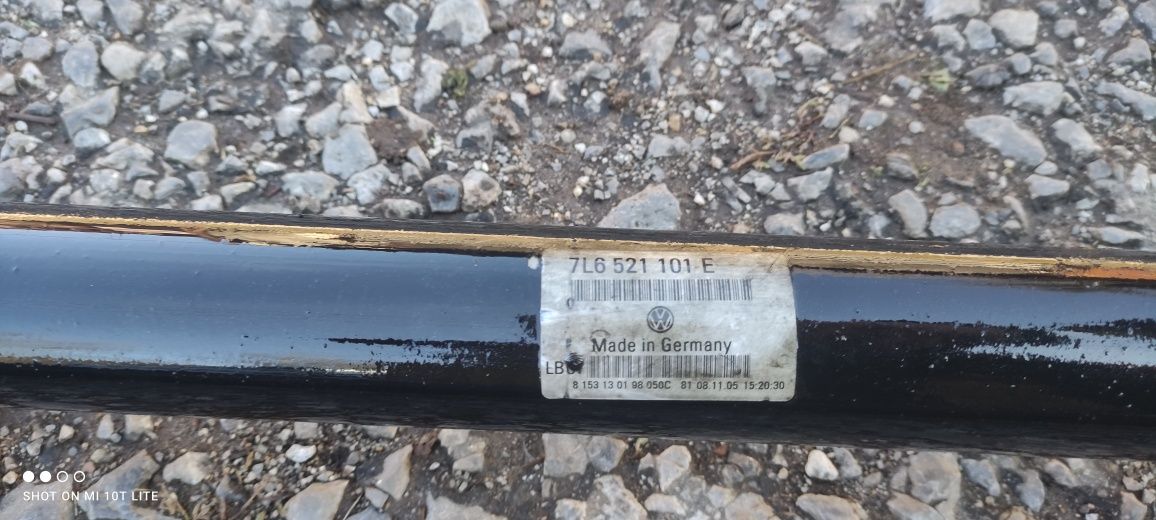 7L6 521 101 E
Made in Germany
8 153 13 01 98 050C 81 08.11.05 15:20:30
SHOT ON MI 10T LITE